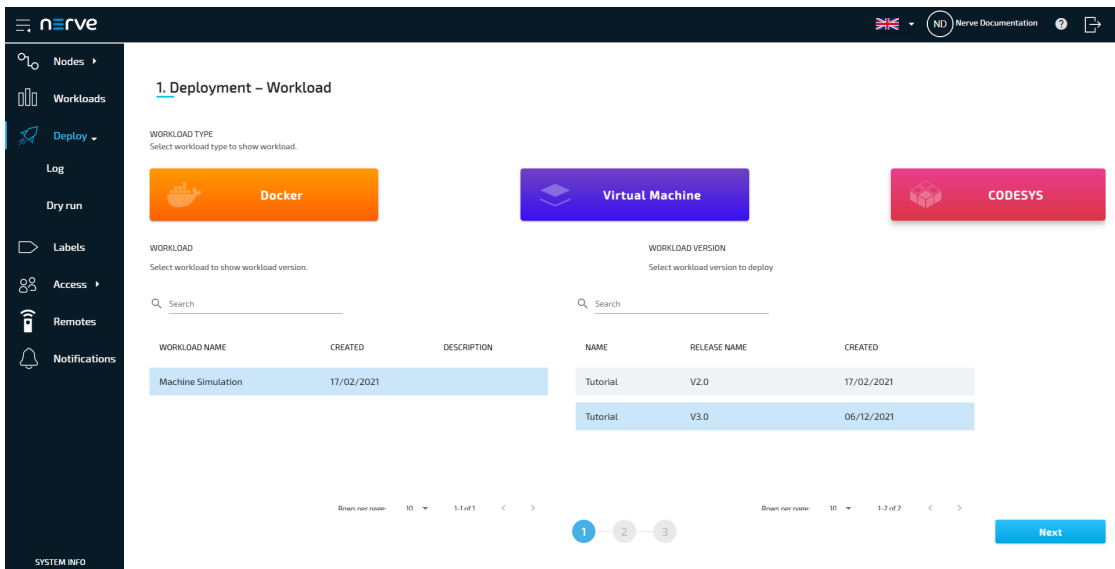 nerve
ND Nerve Documentation ?
Nodes
Workloads
Deploy
Log
Dry run
Labels
Access
Remotes
Notifications
SYSTEM INFO
1. Deployment – Workload
WORKLOAD TYPE
Select workload type to show workload.
Docker
Virtual Machine
CODESYS
WORKLOAD
Select workload to show workload version.
Search
WORKLOAD NAME CREATED DESCRIPTION
Machine Simulation 17/02/2021
Rows per page: 10 1-1 of 1
WORKLOAD VERSION
Select workload version to deploy
Search
NAME RELEASE NAME CREATED
Tutorial V2.0 17/02/2021
Tutorial V3.0 06/12/2021
Rows per page: 10 1-2 of 2
1 2 3
Next